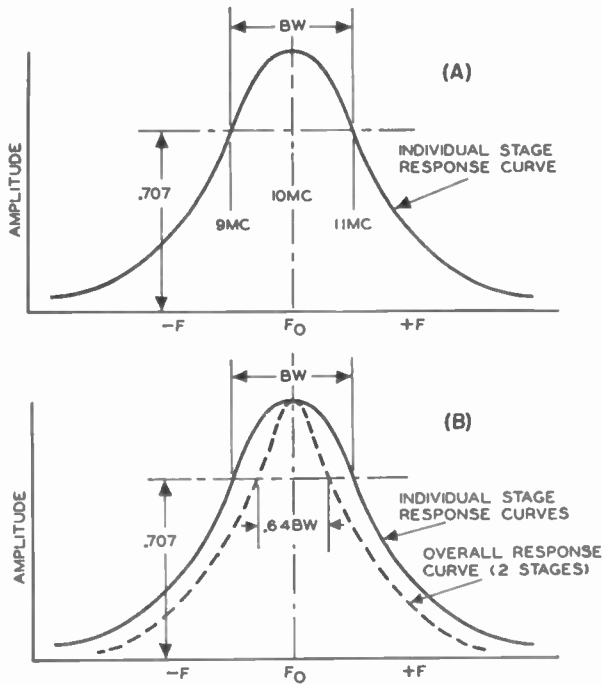 BW
(A)
INDIVIDUAL STAGE
RESPONSE CURVE
AMPLITUDE
.707
10MC
9MC
11MC
-F
FO
+F
BW
(B)
INDIVIDUAL STAGE
RESPONSE CURVES
AMPLITUDE
.707
.64BW
OVERALL RESPONSE
CURVE (2 STAGES)
-F
FO
+F